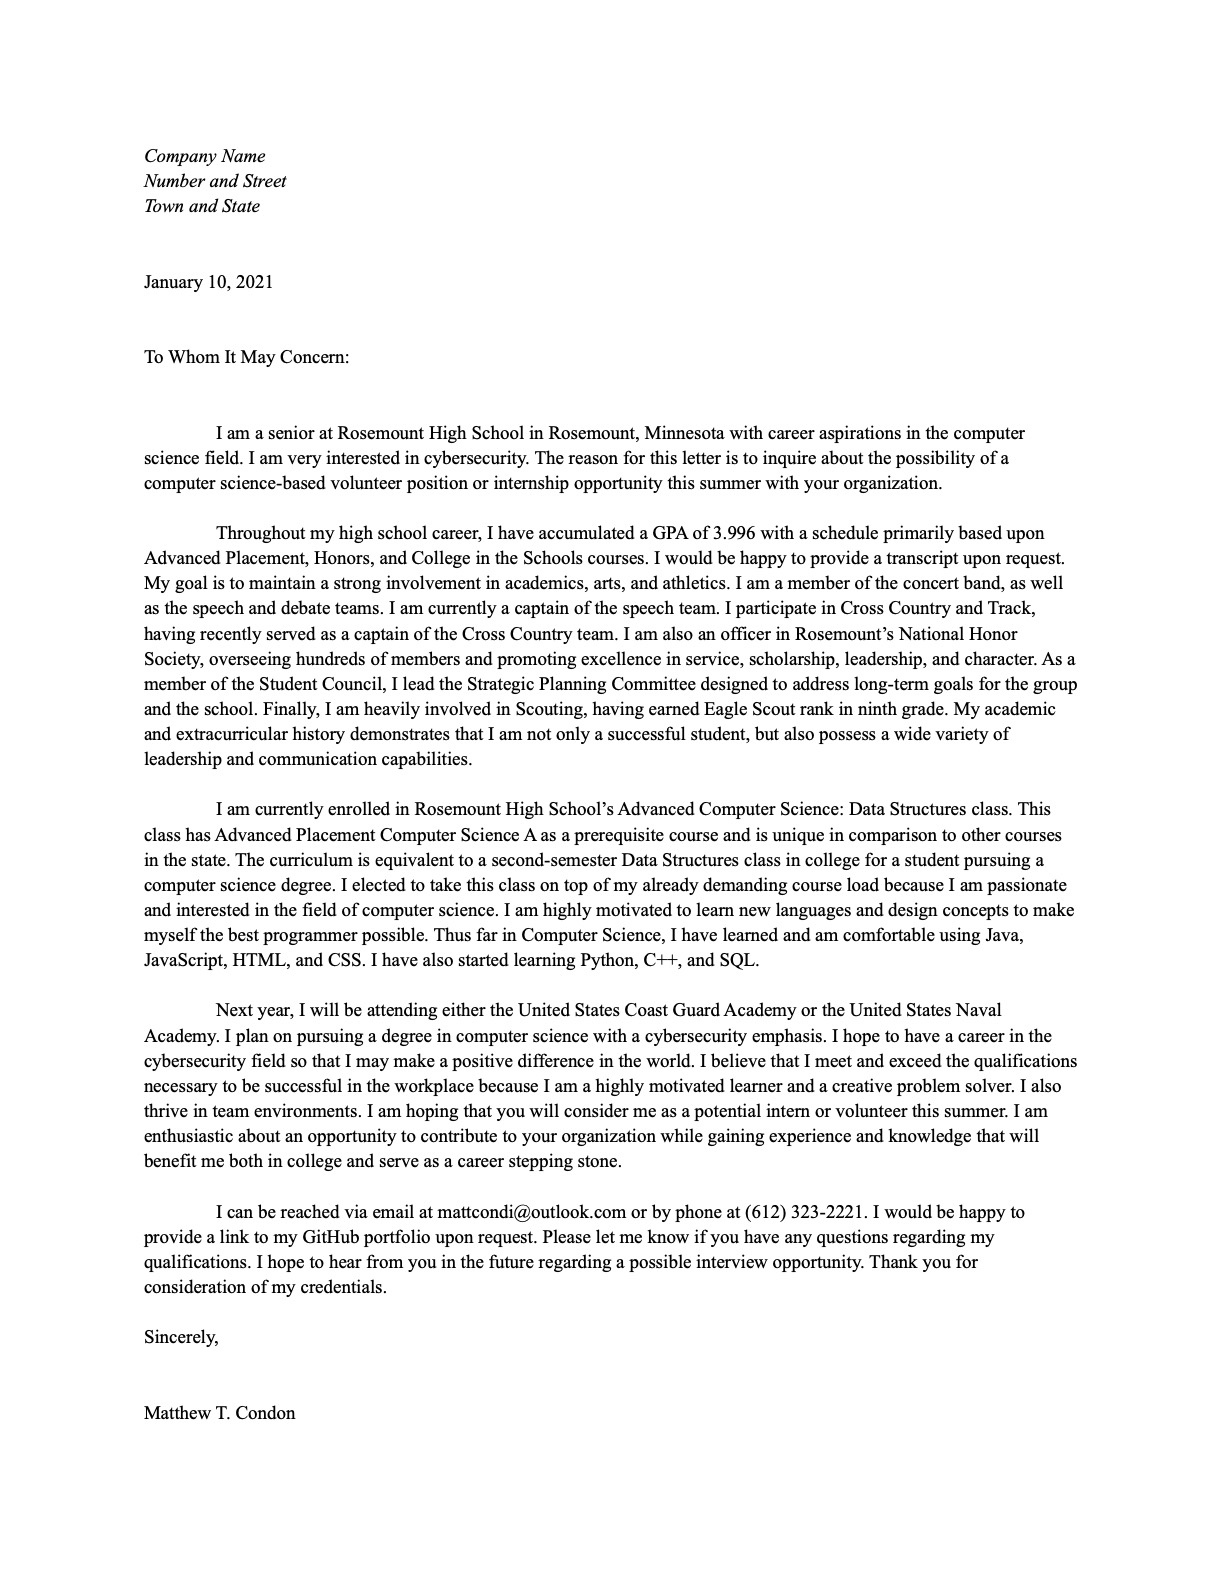 Company Name
Number and Street
Town and State
January 10, 2021
To Whom It May Concern:
I am a senior at Rosemount High School in Rosemount, Minnesota with career aspirations in the computer
science field. I am very interested in cybersecurity. The reason for this letter is to inquire about the possibility of a
computer science-based volunteer position or internship opportunity this summer with your organization.
Throughout my high school career, I have accumulated a GPA of 3.996 with a schedule primarily based upon
Advanced Placement, Honors, and College in the Schools courses. I would be happy to provide a transcript upon request.
My goal is to maintain a strong involvement in academics, arts, and athletics. I am a member of the concert band, as well
as the speech and debate teams. I am currently a captain of the speech team. I participate in Cross Country and Track,
having recently served as a captain of the Cross Country team. I am also an officer in Rosemount’s National Honor
Society, overseeing hundreds of members and promoting excellence in service, scholarship, leadership, and character. As a
member of the Student Council, I lead the Strategic Planning Committee designed to address long-term goals for the group
and the school. Finally, I am heavily involved in Scouting, having earned Eagle Scout rank in ninth grade. My academic
and extracurricular history demonstrates that I am not only a successful student, but also possess a wide variety of
leadership and communication capabilities.
I am currently enrolled in Rosemount High School’s Advanced Computer Science: Data Structures class. This
class has Advanced Placement Computer Science A as a prerequisite course and is unique in comparison to other courses
in the state. The curriculum is equivalent to a second-semester Data Structures class in college for a student pursuing a
computer science degree. I elected to take this class on top of my already demanding course load because I am passionate
and interested in the field of computer science. I am highly motivated to learn new languages and design concepts to make
myself the best programmer possible. Thus far in Computer Science, I have learned and am comfortable using Java,
JavaScript, HTML, and CSS. I have also started learning Python, C++, and SQL.
Next year, I will be attending either the United States Coast Guard Academy or the United States Naval
Academy. I plan on pursuing a degree in computer science with a cybersecurity emphasis. I hope to have a career in the
cybersecurity field so that I may make a positive difference in the world. I believe that I meet and exceed the qualifications
necessary to be successful in the workplace because I am a highly motivated learner and a creative problem solver. I also
thrive in team environments. I am hoping that you will consider me as a potential intern or volunteer this summer. I am
enthusiastic about an opportunity to contribute to your organization while gaining experience and knowledge that will
benefit me both in college and serve as a career stepping stone.
I can be reached via email at mattcondi@outlook.com or by phone at (612) 323-2221. I would be happy to
provide a link to my GitHub portfolio upon request. Please let me know if you have any questions regarding my
qualifications. I hope to hear from you in the future regarding a possible interview opportunity. Thank you for
consideration of my credentials.
Sincerely,
Matthew T. Condon